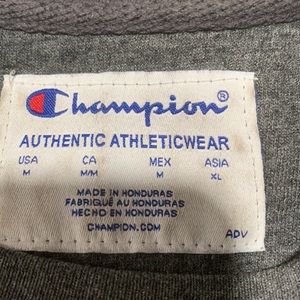 Champion®
AUTHENTIC ATHLETICWEAR
USA CA MEX ASIA
M M/M M XL
MADE IN HONDURAS
FABRIQUÉ AU HONDURAS
HECHO EN HONDURAS
CHAMPION.COM
ADV